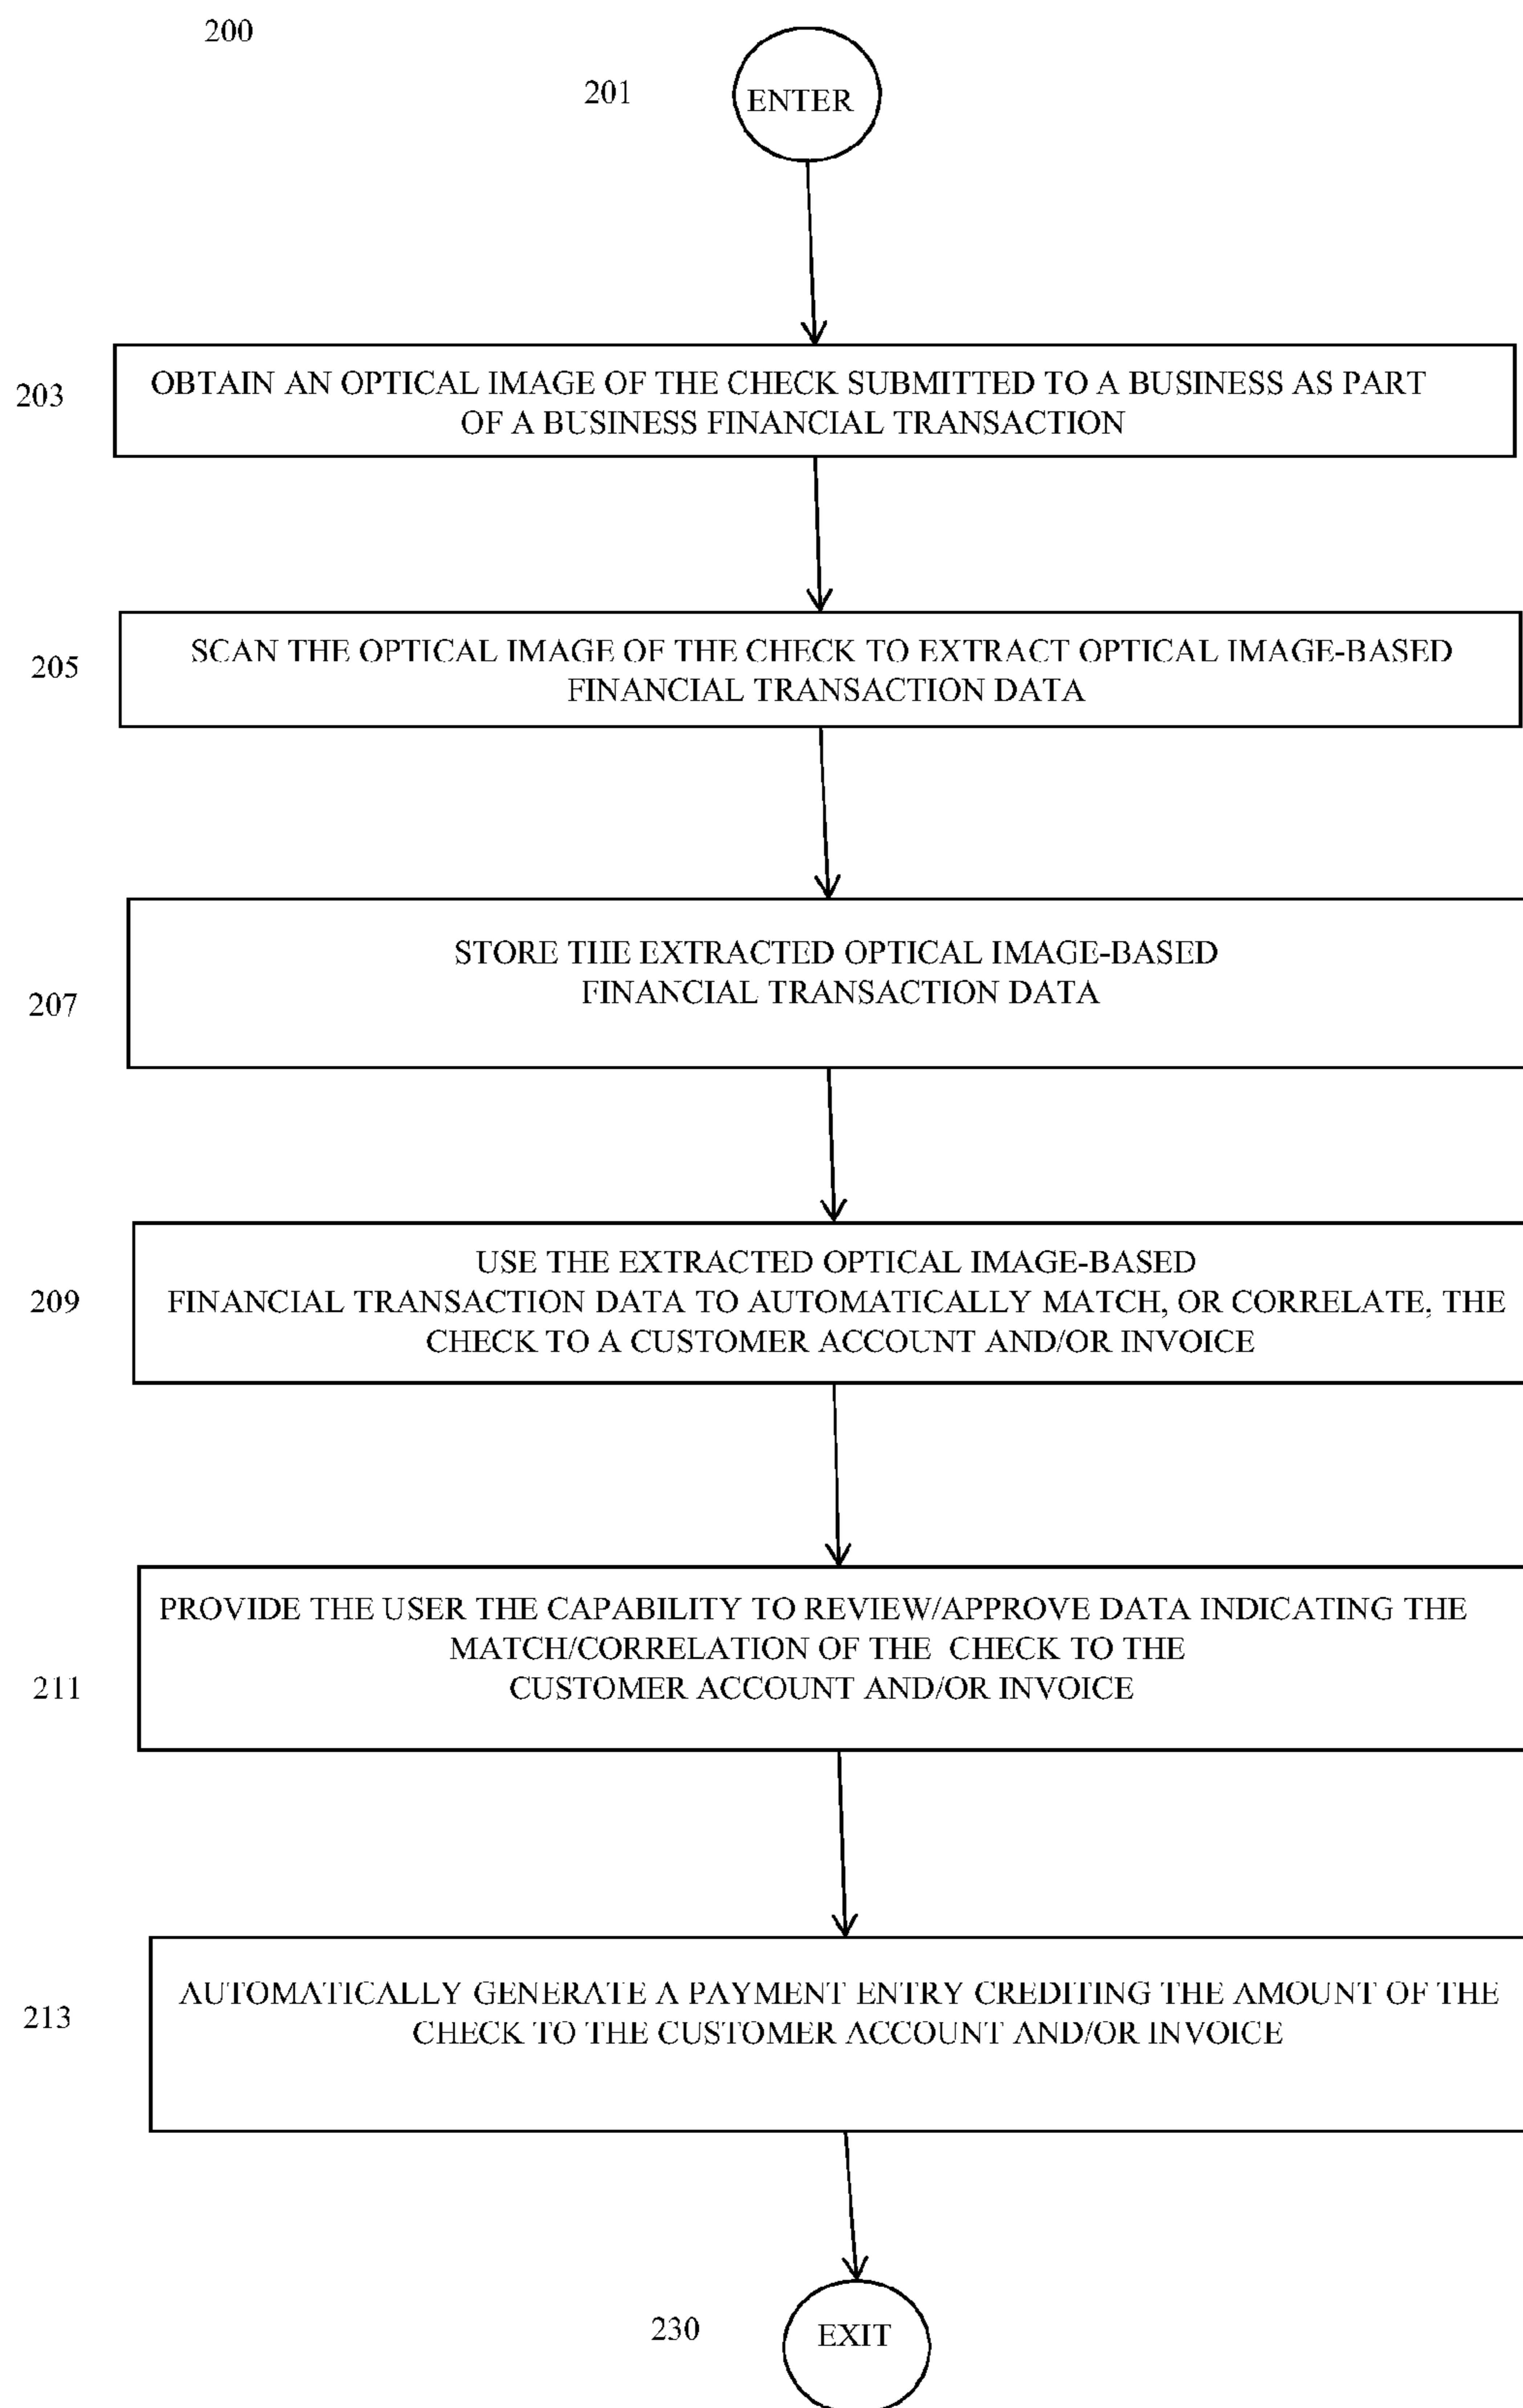 200
201
ENTER
203
OBTAIN AN OPTICAL IMAGE OF THE CHECK SUBMITTED TO A BUSINESS AS PART
OF A BUSINESS FINANCIAL TRANSACTION
205
SCAN THE OPTICAL IMAGE OF THE CHECK TO EXTRACT OPTICAL IMAGE-BASED
FINANCIAL TRANSACTION DATA
207
STORE THE EXTRACTED OPTICAL IMAGE-BASED
FINANCIAL TRANSACTION DATA
209
USE THE EXTRACTED OPTICAL IMAGE-BASED
FINANCIAL TRANSACTION DATA TO AUTOMATICALLY MATCH, OR CORRELATE, THE
CHECK TO A CUSTOMER ACCOUNT AND/OR INVOICE
211
PROVIDE THE USER THE CAPABILITY TO REVIEW/APPROVE DATA INDICATING THE
MATCH/CORRELATION OF THE CHECK TO THE
CUSTOMER ACCOUNT AND/OR INVOICE
213
AUTOMATICALLY GENERATE A PAYMENT ENTRY CREDITING THE AMOUNT OF THE
CHECK TO THE CUSTOMER ACCOUNT AND/OR INVOICE
230
EXIT